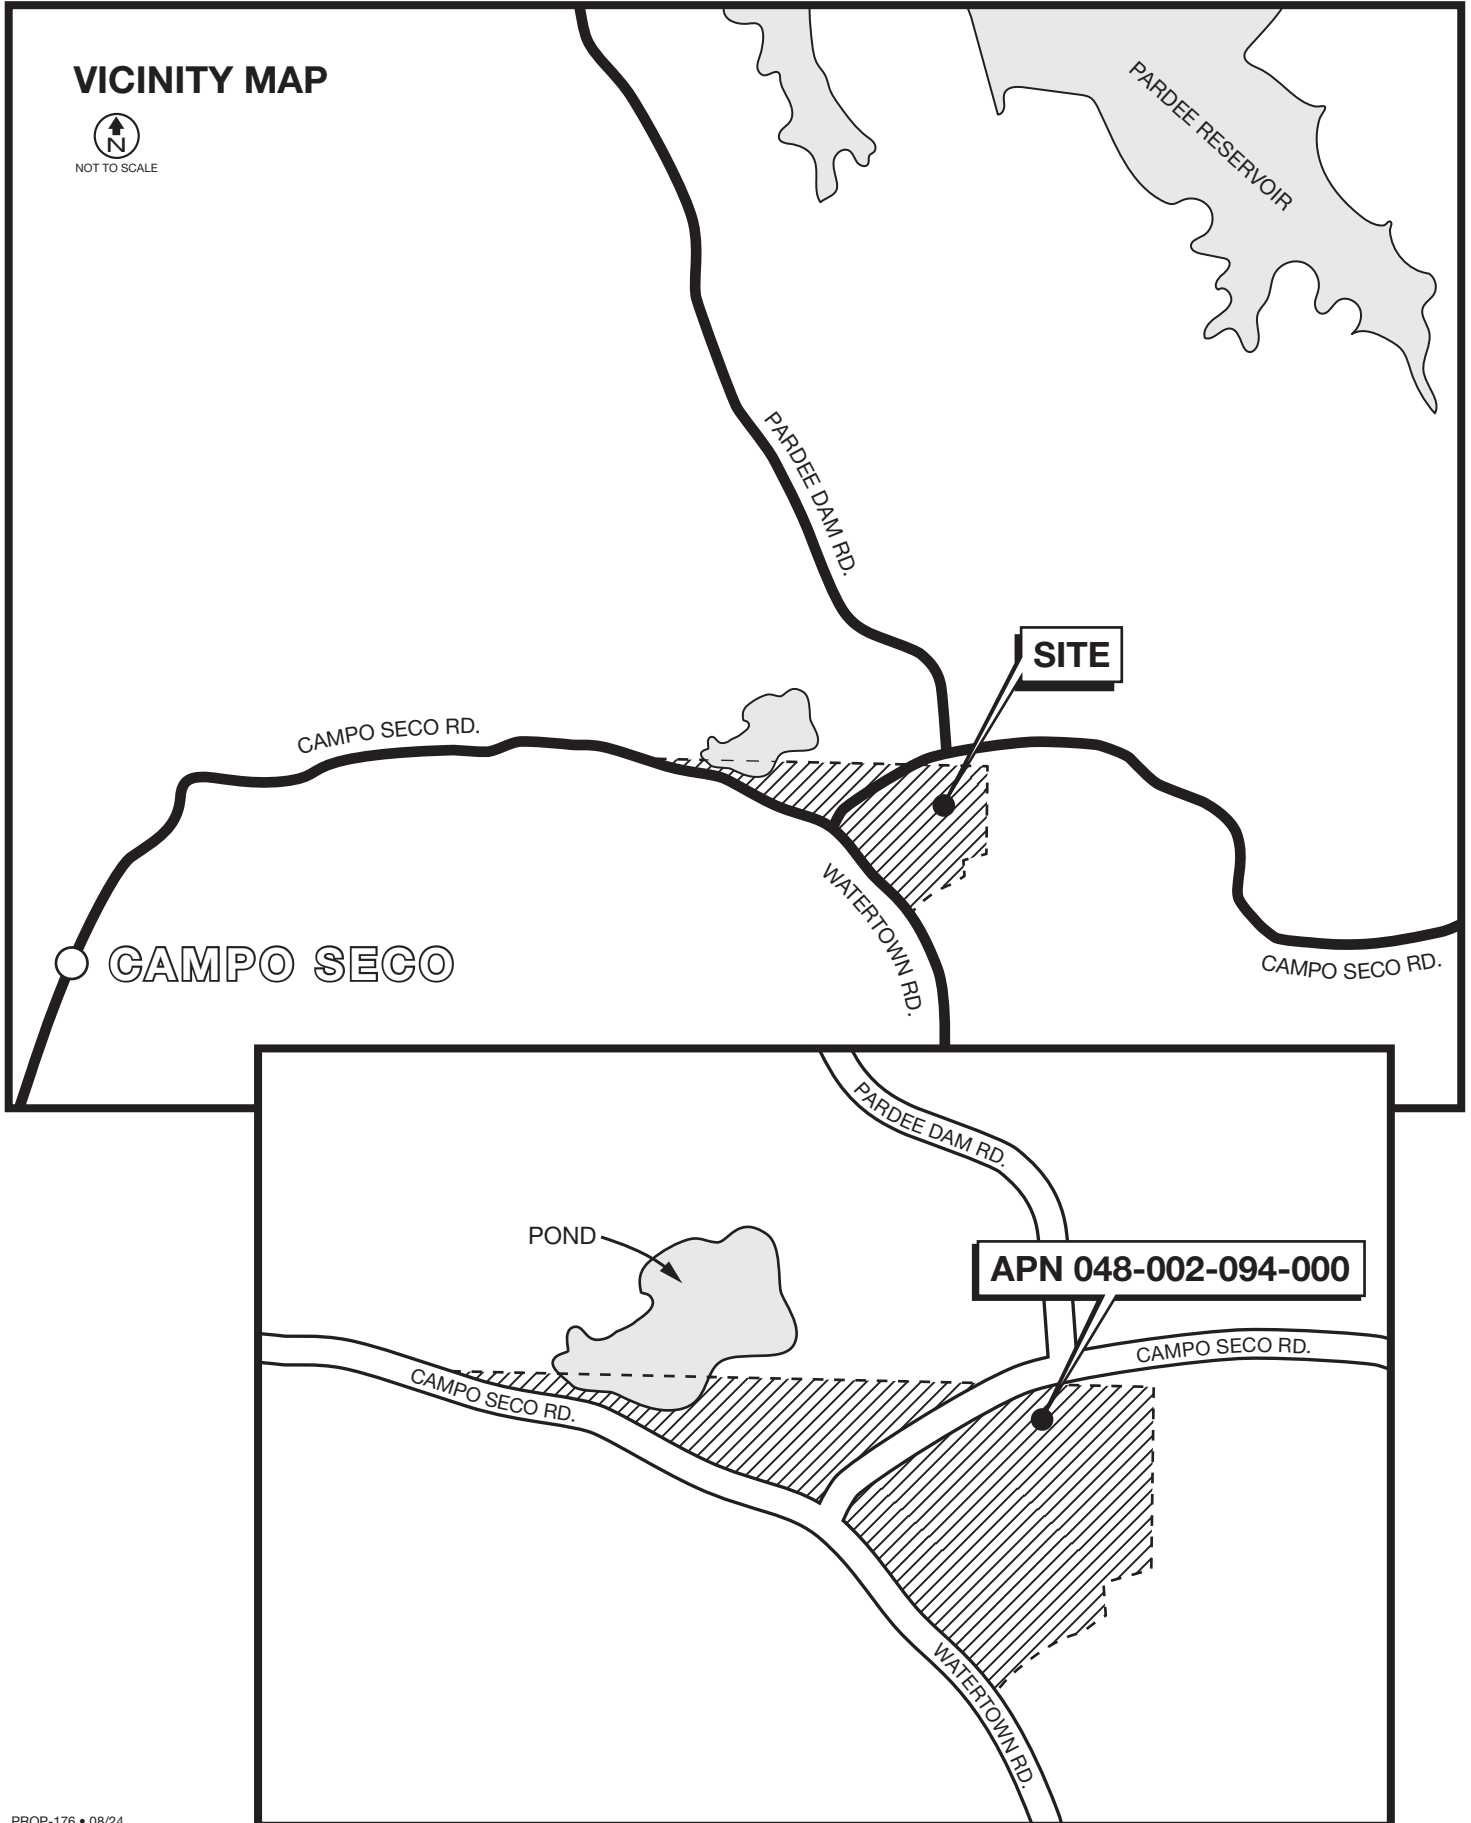 VICINITY MAP
N
NOT TO SCALE
PARDEE RESERVOIR
PARDEE DAM RD.
SITE
CAMPO SECO RD.
WATERTOWN RD.
CAMPO SECO
CAMPO SECO RD.
PARDEE DAM RD.
POND
APN 048-002-094-000
CAMPO SECO RD.
CAMPO SECO RD.
WATERTOWN RD.
PROP-176 • 08/24